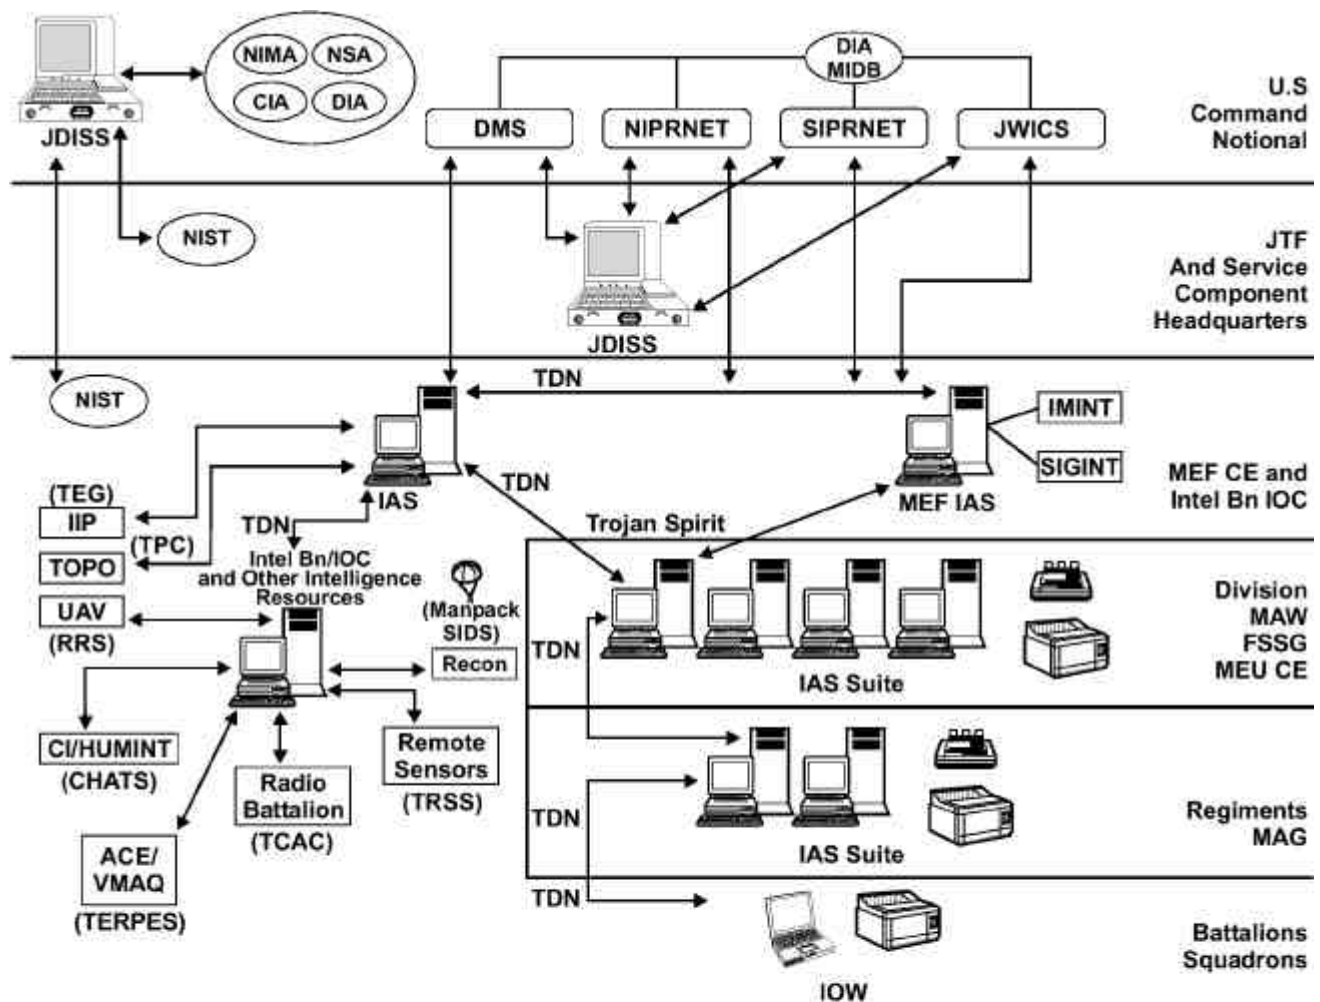 NIMA
NSA
CIA
DIA
JDISS
DIA
MIDB
DMS
NIPRNET
SIPRNET
JWICS
U.S
Command
Notional
NIST
JDISS
JTF
And Service
Component
Headquarters
NIST
TDN
IAS
TDN
MEF IAS
IMINT
SIGINT
MEF CE and
Intel Bn IOC
(TEG)
IIP
(TPC)
TOPO
UAV
(RRS)
TDN
Intel Bn/IOC
and Other Intelligence
Resources
(Manpack
SIDS)
Recon
CI/HUMINT
(CHATS)
ACE/
VMAQ
(TERPES)
Radio
Battalion
(TCAC)
Remote
Sensors
(TRSS)
Trojan Spirit
TDN
IAS Suite
Division
MAW
FSSG
MEU CE
TDN
IAS Suite
Regiments
MAG
TDN
IOW
Battalions
Squadrons